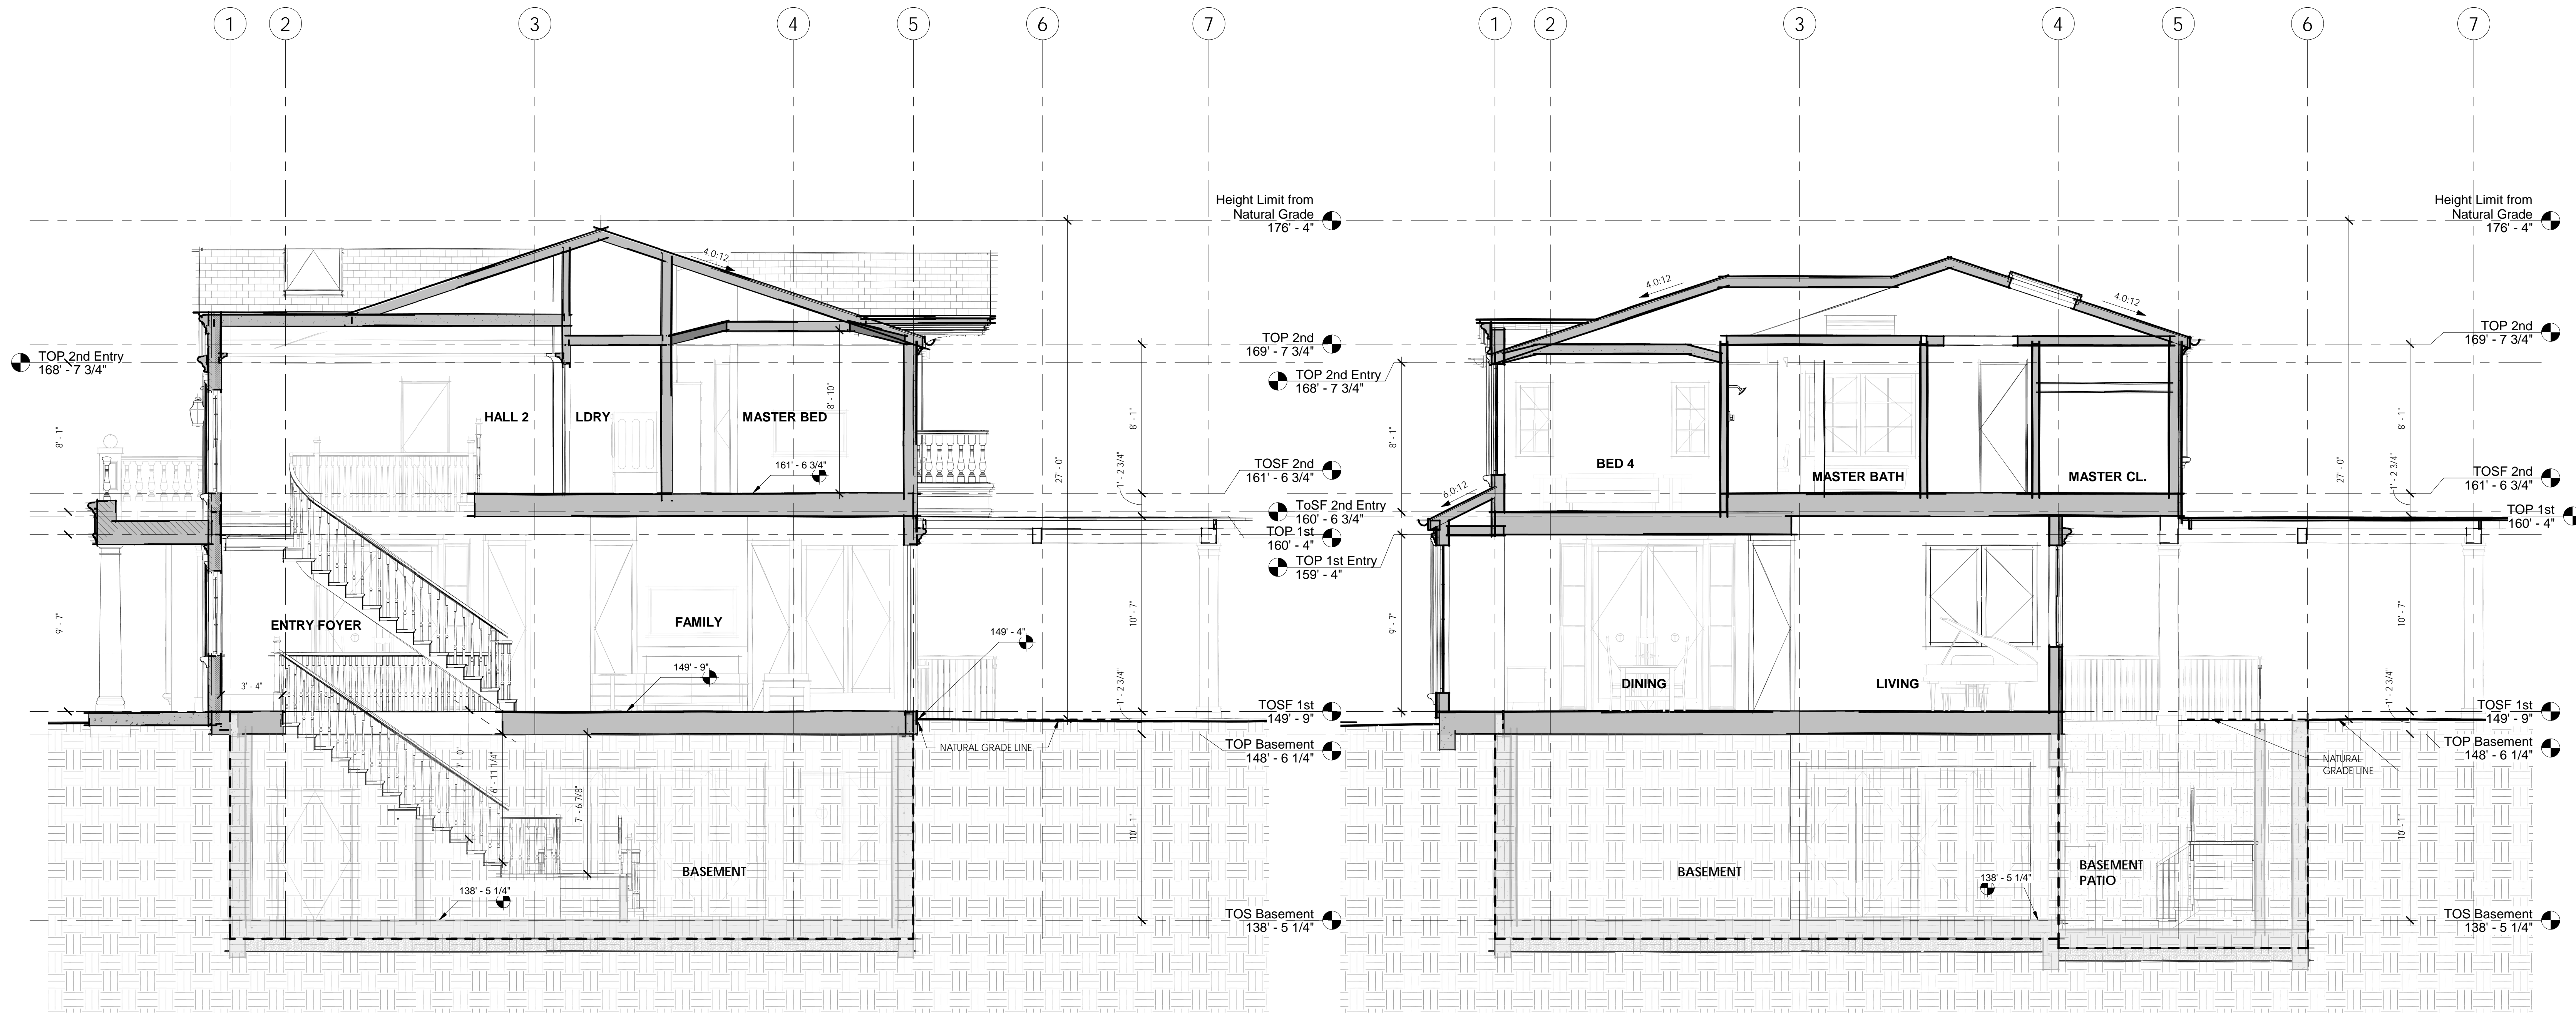 1 2 3 4 5 6 7
Height Limit from
Natural Grade
176' - 4"
4.0:12
TOP 2nd
169' - 7 3/4"
TOP 2nd Entry
168' - 7 3/4"
TOP 2nd Entry
168' - 7 3/4"
HALL 2
LDRY
MASTER BED
8' - 10"
8' - 1"
8' - 1"
27' - 0"
161' - 6 3/4"
1' - 2 3/4"
TOSF 2nd
161' - 6 3/4"
ToSF 2nd Entry
160' - 6 3/4"
TOP 1st
160' - 4"
TOP 1st Entry
159' - 4"
ENTRY FOYER
FAMILY
9' - 7"
10' - 7"
149' - 4"
149' - 9"
3' - 4"
1' - 2 3/4"
TOSF 1st
149' - 9"
NATURAL GRADE LINE
TOP Basement
148' - 6 1/4"
7' - 0"
6' - 11 1/4"
7' - 6 7/8"
10' - 1"
BASEMENT
138' - 5 1/4"
TOS Basement
138' - 5 1/4"
1 2 3 4 5 6 7
Height Limit from
Natural Grade
176' - 4"
4.0:12
4.0:12
TOP 2nd
169' - 7 3/4"
8' - 1"
8' - 1"
27' - 0"
BED 4
MASTER BATH
MASTER CL.
1' - 2 3/4"
TOSF 2nd
161' - 6 3/4"
6.0:12
TOP 1st
160' - 4"
9' - 7"
10' - 7"
DINING
LIVING
1' - 2 3/4"
TOSF 1st
149' - 9"
TOP Basement
148' - 6 1/4"
NATURAL
GRADE LINE
10' - 1"
BASEMENT
BASEMENT
PATIO
138' - 5 1/4"
TOS Basement
138' - 5 1/4"